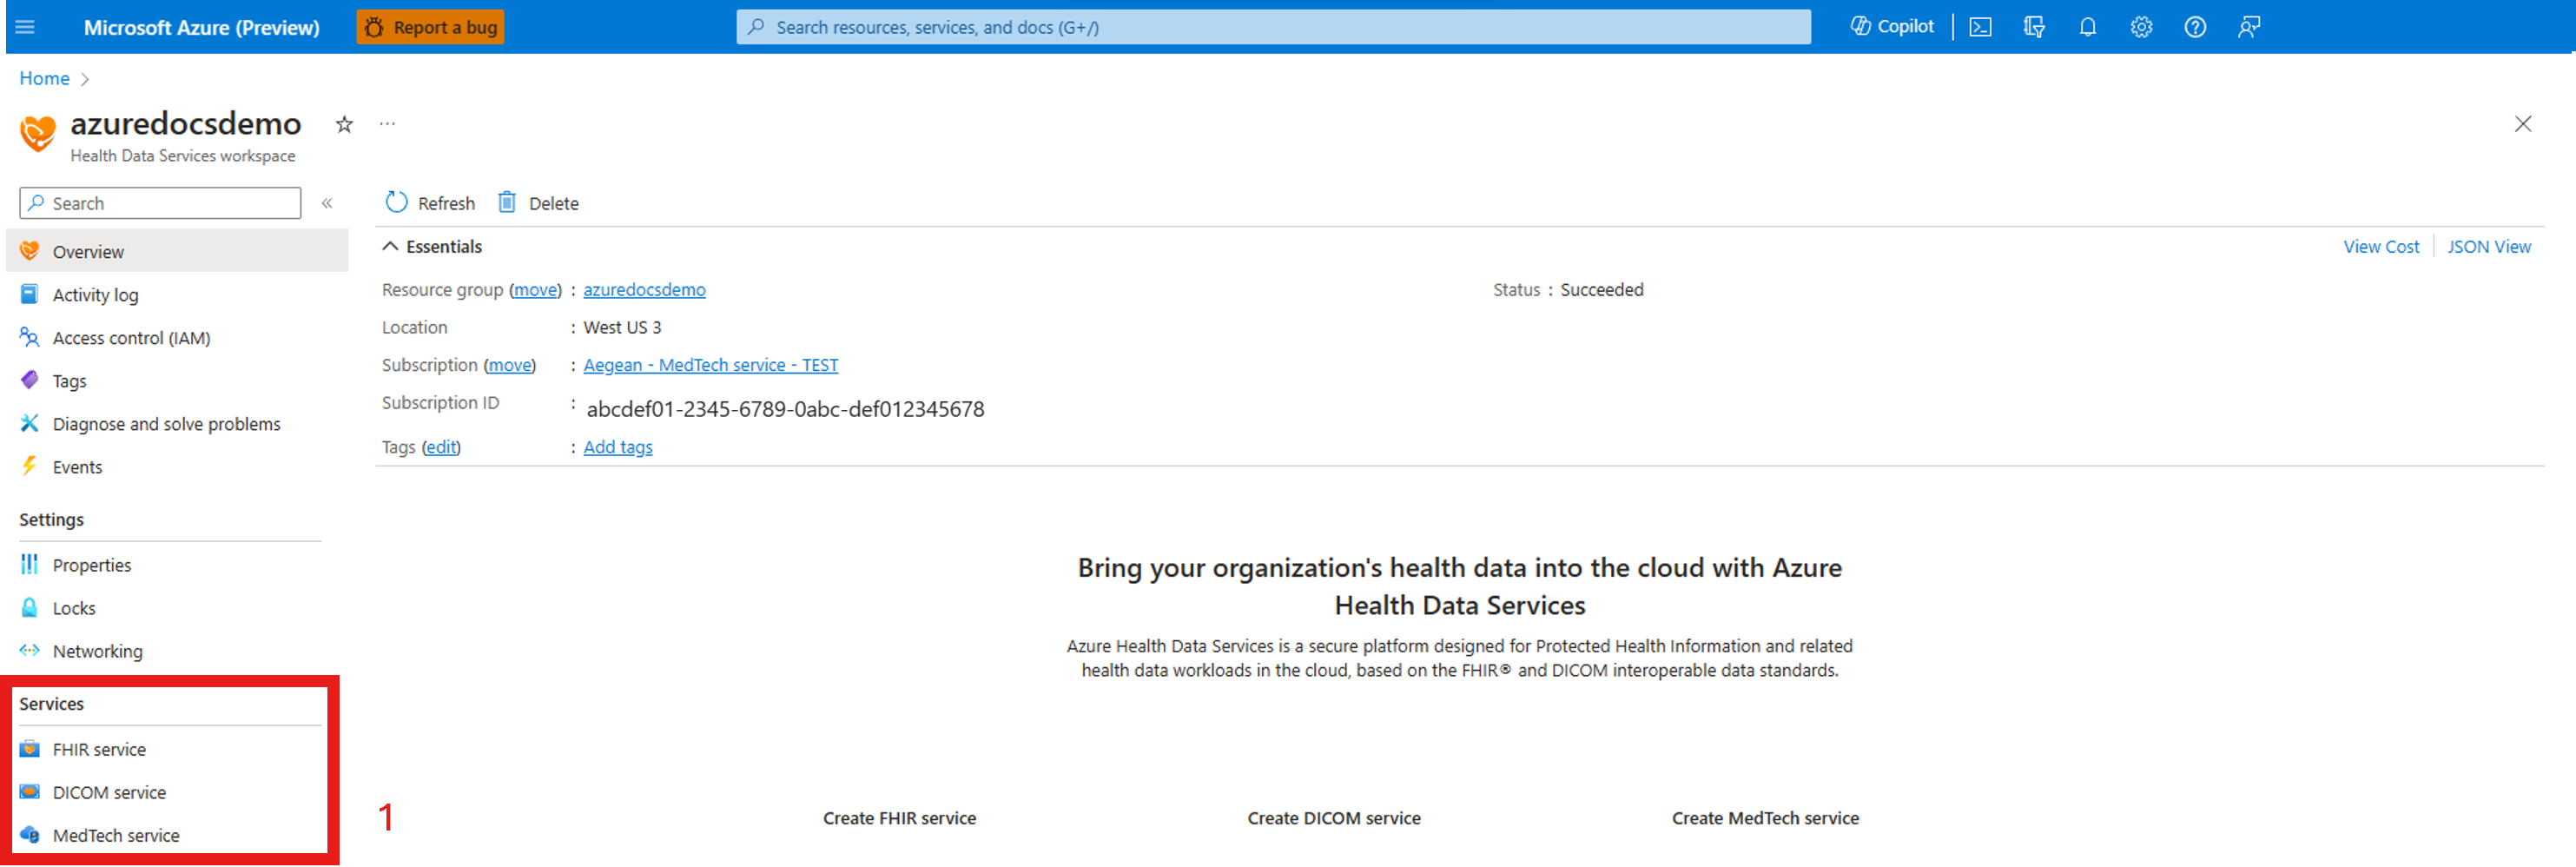 Microsoft Azure (Preview)
Report a bug
Search resources, services, and docs (G+/)
Copilot
Home
azuredocsdemo
Health Data Services workspace
Search
Overview
Activity log
Access control (IAM)
Tags
Diagnose and solve problems
Events
Settings
Properties
Locks
Networking
Services
FHIR service
DICOM service
MedTech service
1
Refresh
Delete
Essentials
View Cost
JSON View
Resource group (move) : azuredocsdemo
Status : Succeeded
Location : West US 3
Subscription (move) : Aegean - MedTech service - TEST
Subscription ID : abcdef01-2345-6789-0abc-def012345678
Tags (edit) : Add tags
Bring your organization's health data into the cloud with Azure
Health Data Services
Azure Health Data Services is a secure platform designed for Protected Health Information and related
health data workloads in the cloud, based on the FHIR® and DICOM interoperable data standards.
Create FHIR service
Create DICOM service
Create MedTech service